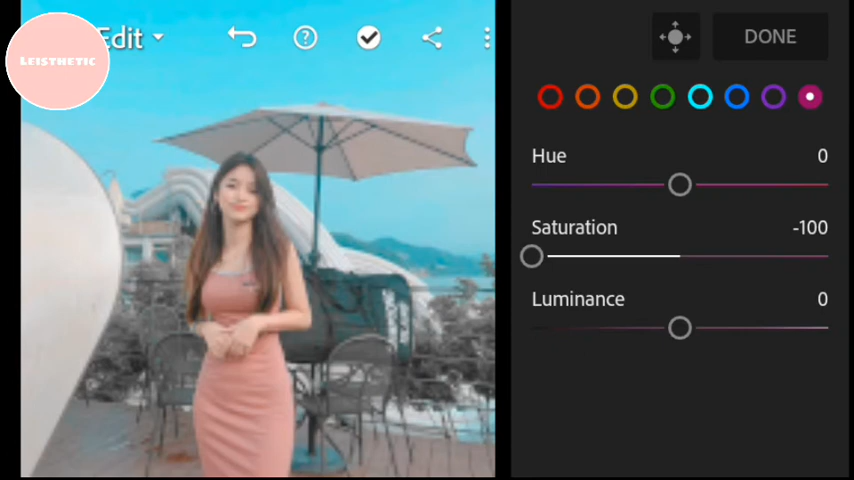 LEISTHETIC
Edit
DONE
Hue 0
Saturation -100
Luminance 0